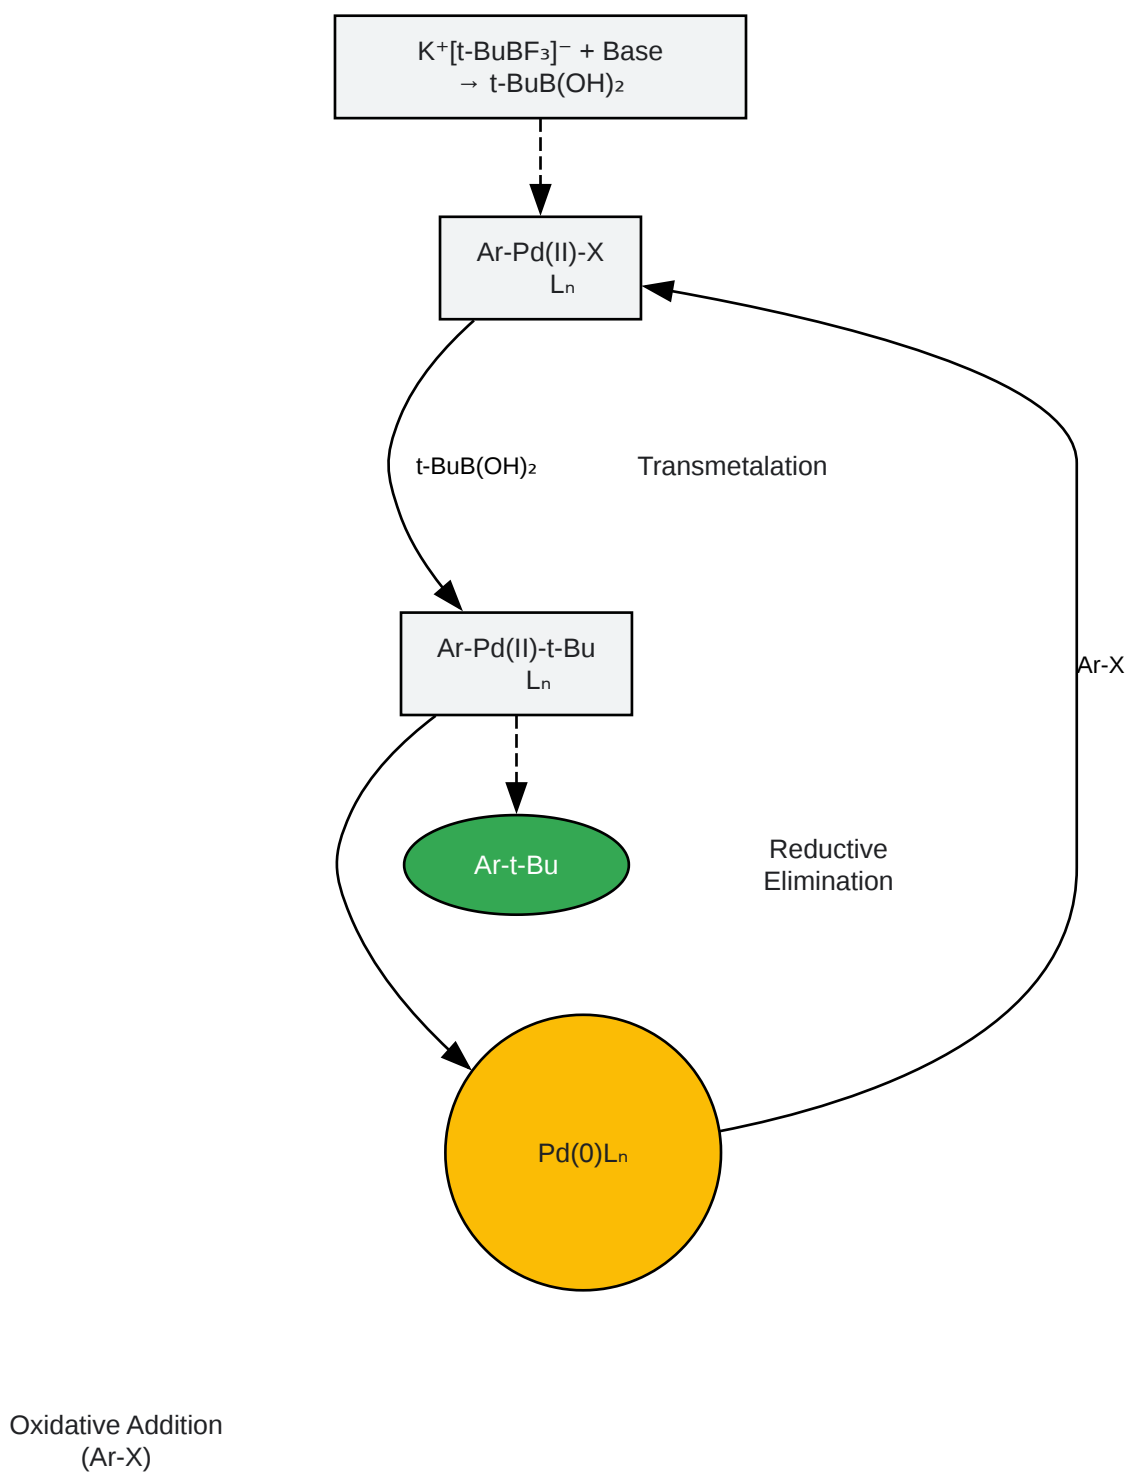 K⁺[t-BuBF₃]⁻ + Base
→ t-BuB(OH)₂
Ar-Pd(II)-X
Lₙ
t-BuB(OH)₂
Transmetalation
Ar-Pd(II)-t-Bu
Lₙ
Ar-X
Ar-t-Bu
Reductive
Elimination
Pd(0)Lₙ
Oxidative Addition
(Ar-X)